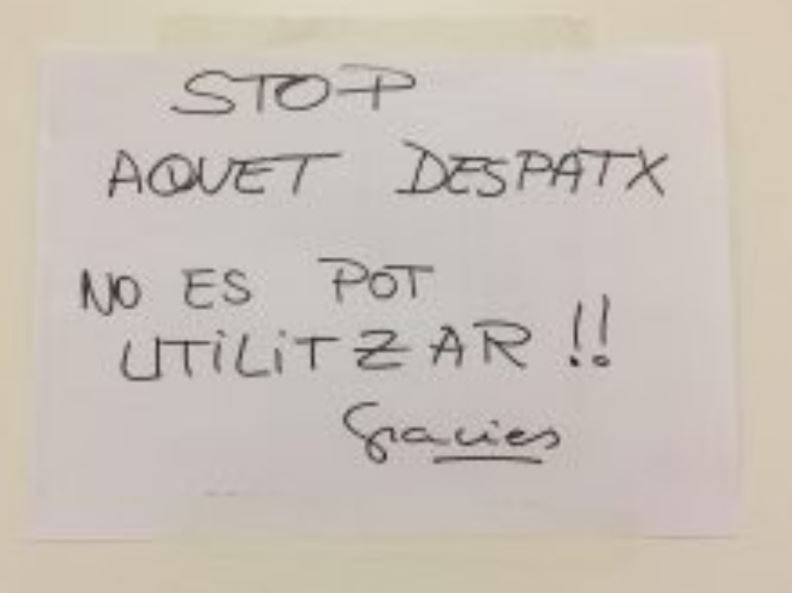 STOP
AQUET DESPATX
NO ES POT
UTiLiTZAR !!
Gracies